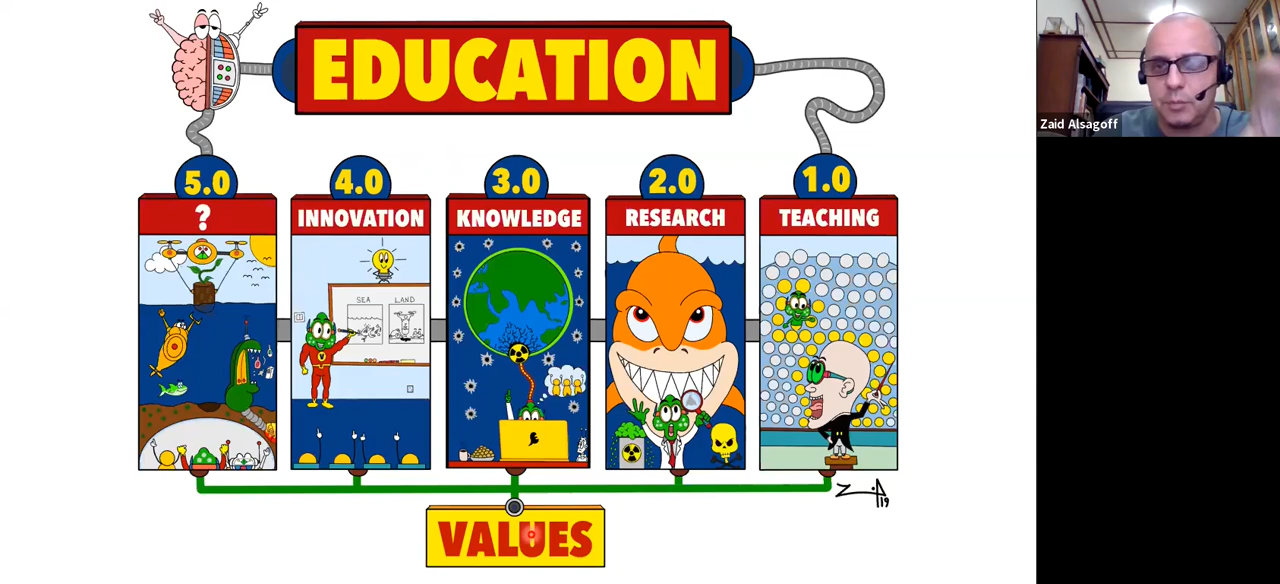 EDUCATION
Zaid Alsagoff
5.0
4.0
3.0
2.0
1.0
?
INNOVATION
KNOWLEDGE
RESEARCH
TEACHING
SEA
LAND
VALUES